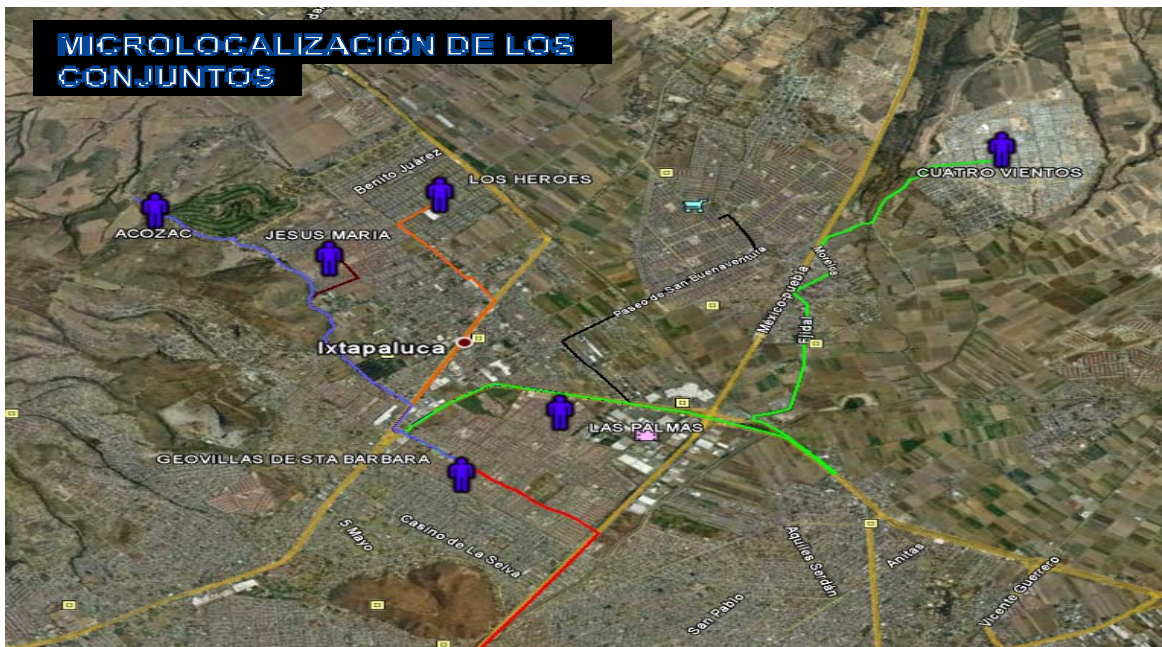 MICROLOCALIZACIÓN DE LOS
CONJUNTOS
Benito Juárez
LOS HEROES
CUATRO VIENTOS
ACOZAC
JESUS MARIA
Morelos
Paseo de San Buenaventura
México-puebla
Ejidal
Ixtapaluca
LAS PALMAS
GEOVILLAS DE STA BARBARA
5 Mayo
Casino de La Selva
Aquiles Serdán
Anitas
Vicente Guerrero
San Pablo